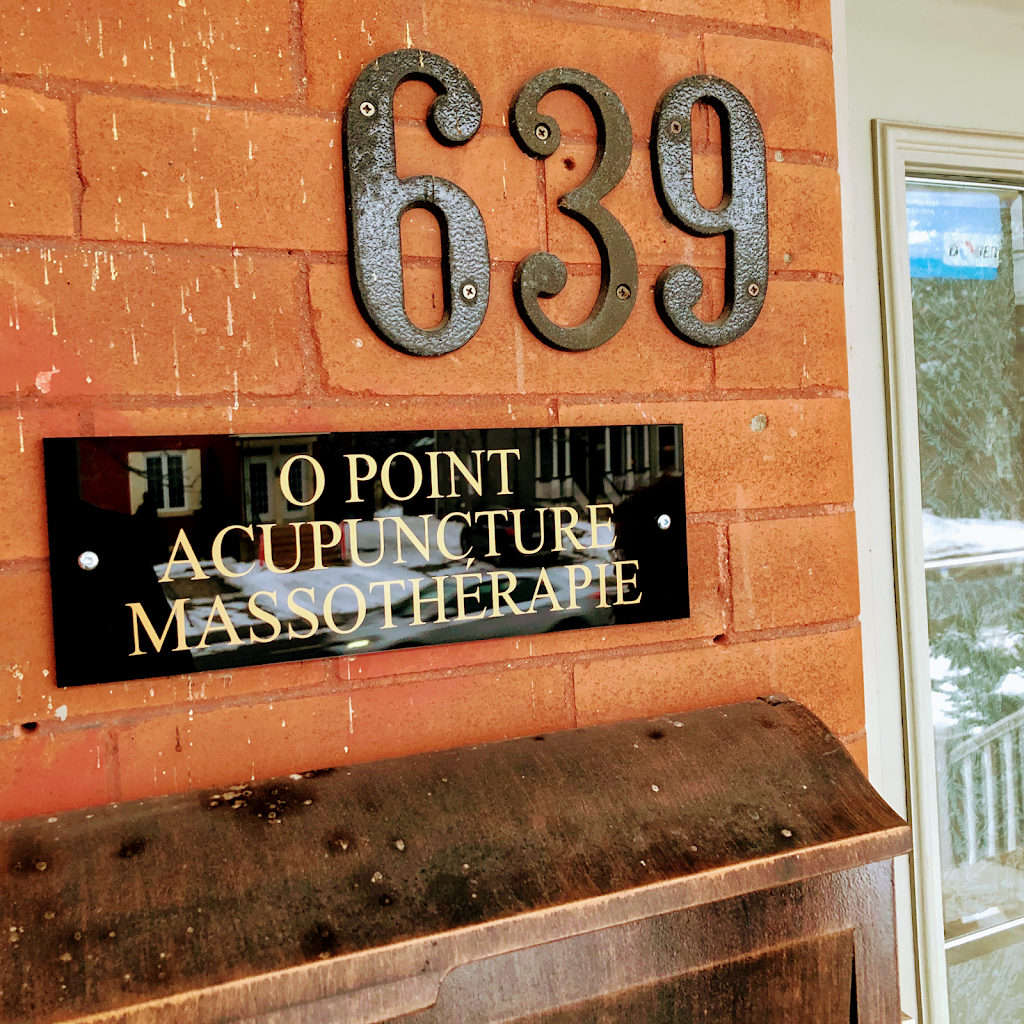 639
O POINT
ACUPUNCTURE
MASSOTHÉRAPIE